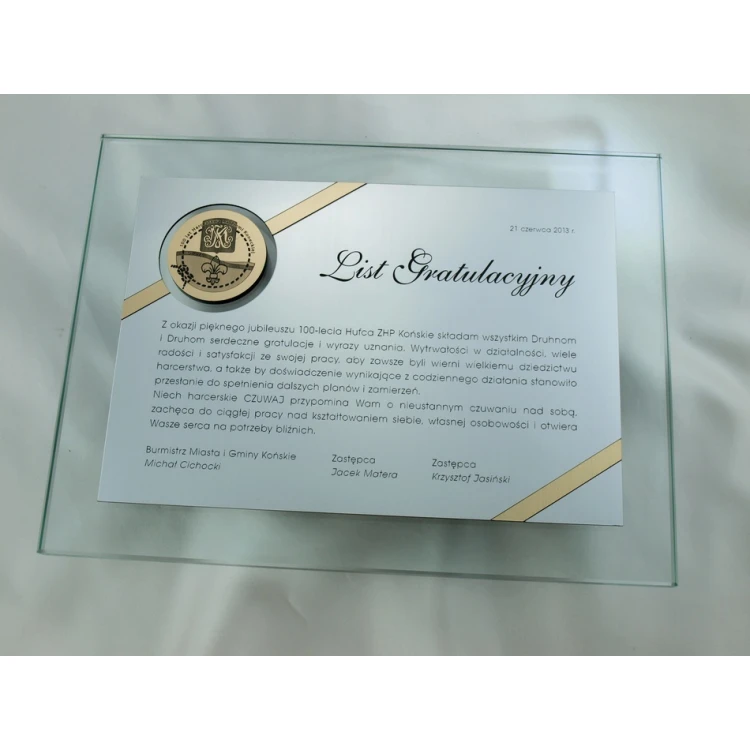 21 czerwca 2013 r.
List Gratulacyjny
Z okazji pięknego jubileuszu 100-lecia Hufca ZHP Końskie składam wszystkim Druhnom
i Druhom serdeczne gratulacje i wyrazy uznania. Wytrwałości w działalności, wiele
radości i satysfakcji ze swojej pracy, aby zawsze byli wierni wielkiemu dziedzictwu
harcerstwa, a także by doświadczenie wynikające z codziennego działania stanowiło
przesłanie do spełnienia dalszych planów i zamierzeń.
Niech harcerskie CZUWAJ przypomina Wam o nieustannym czuwaniu nad sobą,
zachęca do ciągłej pracy nad kształtowaniem siebie, własnej osobowości i otwiera
Wasze serca na potrzeby bliźnich.
Burmistrz Miasta i Gminy Końskie
Michał Cichocki
Zastępca
Jacek Matera
Zastępca
Krzysztof Jasiński